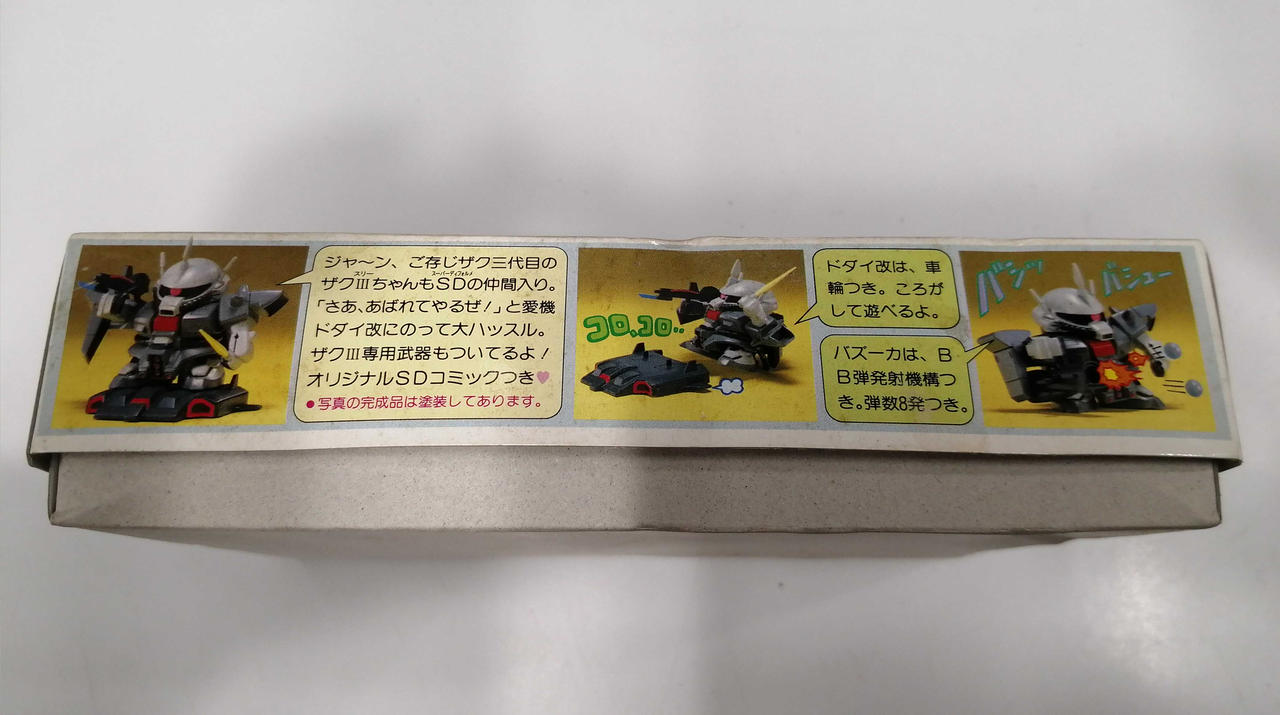 ジャ〜ン、ご存じザク三代目の
ザクⅢちゃんもSDの仲間入り。
スリー
スーパーディフォルメ
「さあ、あばれてやるぜ！」と愛機
ドダイ改にのって大ハッスル。
ザクⅢ専用武器もついてるよ！
オリジナルSDコミックつき♥
●写真の完成品は塗装してあります。
コロ、コロ‥
ドダイ改は、車
輪つき。ころが
して遊べるよ。
バズーカは、B
B弾発射機構つ
き。弾数8発つき。
バシッ
バシュー